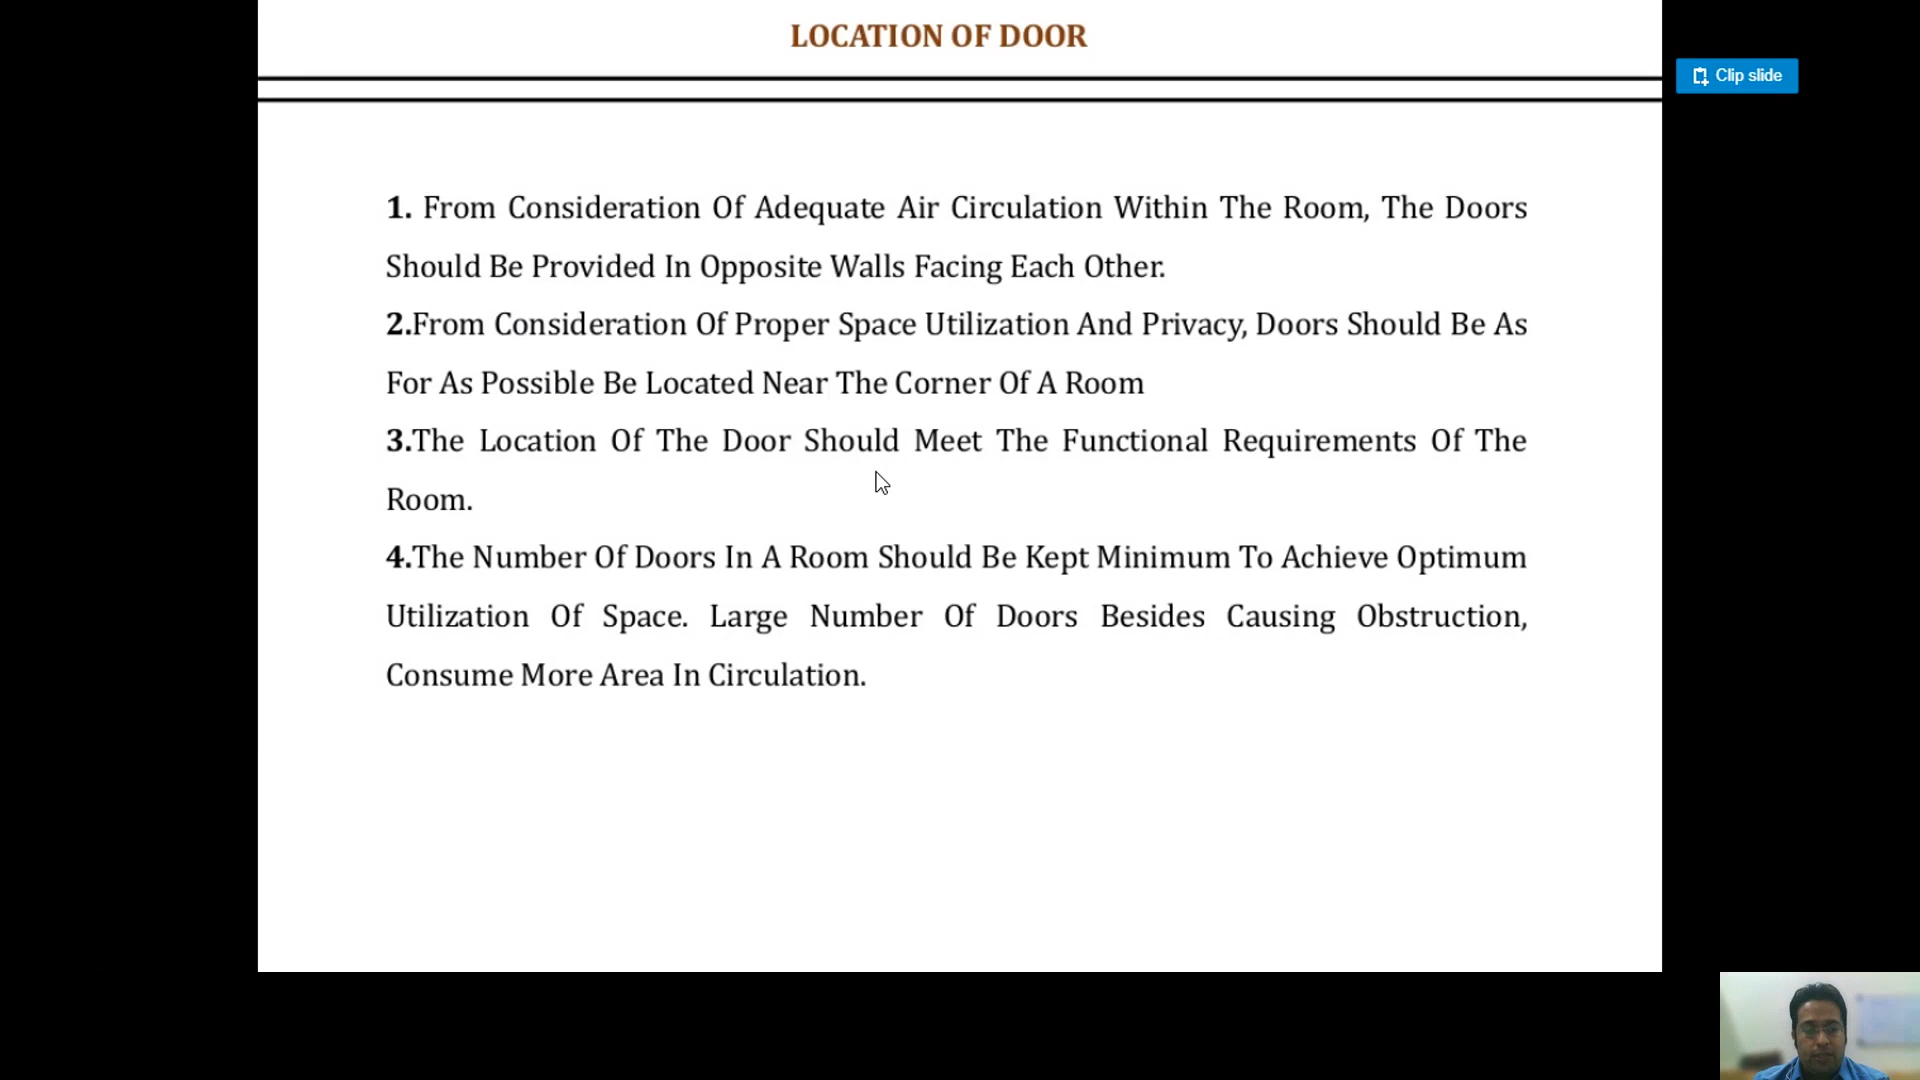 LOCATION OF DOOR
Clip slide
1. From Consideration Of Adequate Air Circulation Within The Room, The Doors
Should Be Provided In Opposite Walls Facing Each Other.
2.From Consideration Of Proper Space Utilization And Privacy, Doors Should Be As
For As Possible Be Located Near The Corner Of A Room
3.The Location Of The Door Should Meet The Functional Requirements Of The
Room.
4.The Number Of Doors In A Room Should Be Kept Minimum To Achieve Optimum
Utilization Of Space. Large Number Of Doors Besides Causing Obstruction,
Consume More Area In Circulation.